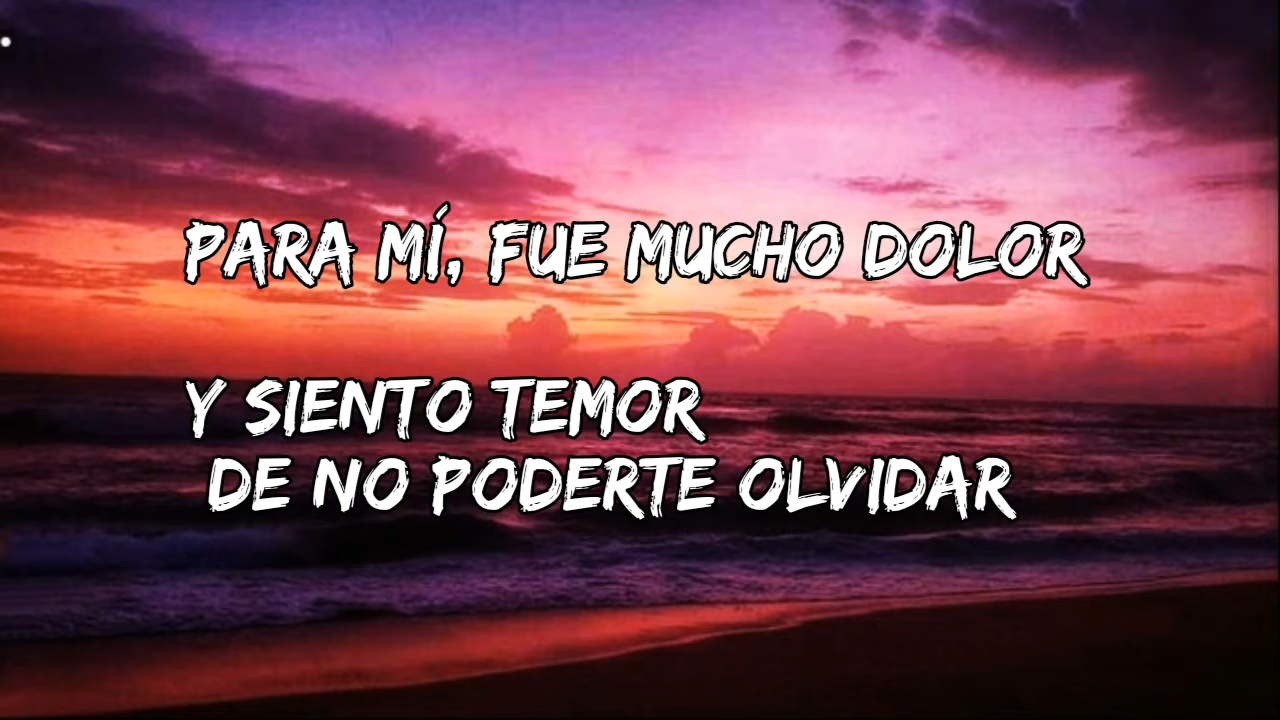 PARA MÍ, FUE MUCHO DOLOR
Y SIENTO TEMOR
DE NO PODERTE OLVIDAR